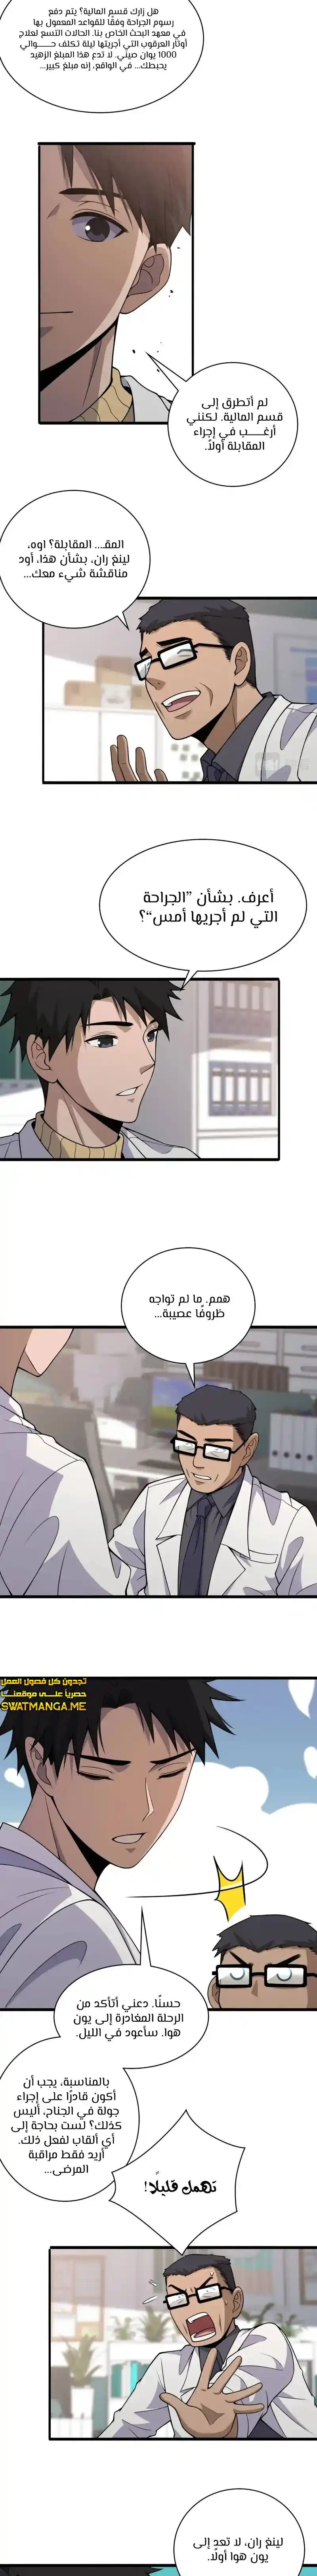 هل زارك قسم المالية؟ يتم دفع
رسوم الجراحة وفقًا للقواعد المعمول بها
في معهد البحث الخاص بنا. الحالات التسع لعلاج
أوتار العرقوب التي أجريتها ليلة تكلف حـــــوالي
1000 يوان صيني. لا تدع هذا المبلغ الزهيد
يحبطك... في الواقع، إنه مبلغ كبير...
لم أتطرق إلى
قسم المالية. لكنني
أرغـــــب في إجراء
المقابلة أولًا.
المقـ... المقابلة؟ اوه،
لينغ ران، بشأن هذا، أود
مناقشة شيء معك...
أعرف. بشأن "الجراحة
التي لم أجريها أمس"؟
همم. ما لم تواجه
ظروفًا عصيبة...
تجدون كل فصول العمل
حصرياً علـــى موقعنـــا
SWATMANGA.ME
حسنًا. دعني أتأكد من
الرحلة المغادرة إلى يون
هوا. سأعود في الليل.
بالمناسبة، يجب أن
أكون قادرًا على إجراء
جولة في الجناح، أليس
كذلك؟ لست بحاجة إلى
أي ألقاب لفعل ذلك.
أريد فقط مراقبة
المرضى...
تمهل قليلًا!
لينغ ران، لا تعد إلى
يون هوا أولًا.